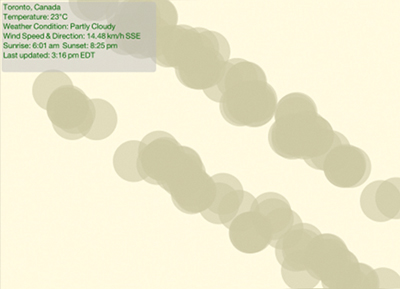 Toronto, Canada
Temperature: 23°C
Weather Condition: Partly Cloudy
Wind Speed & Direction: 14.48 km/h SSE
Sunrise: 6:01 am Sunset: 8:25 pm
Last updated: 3:16 pm EDT